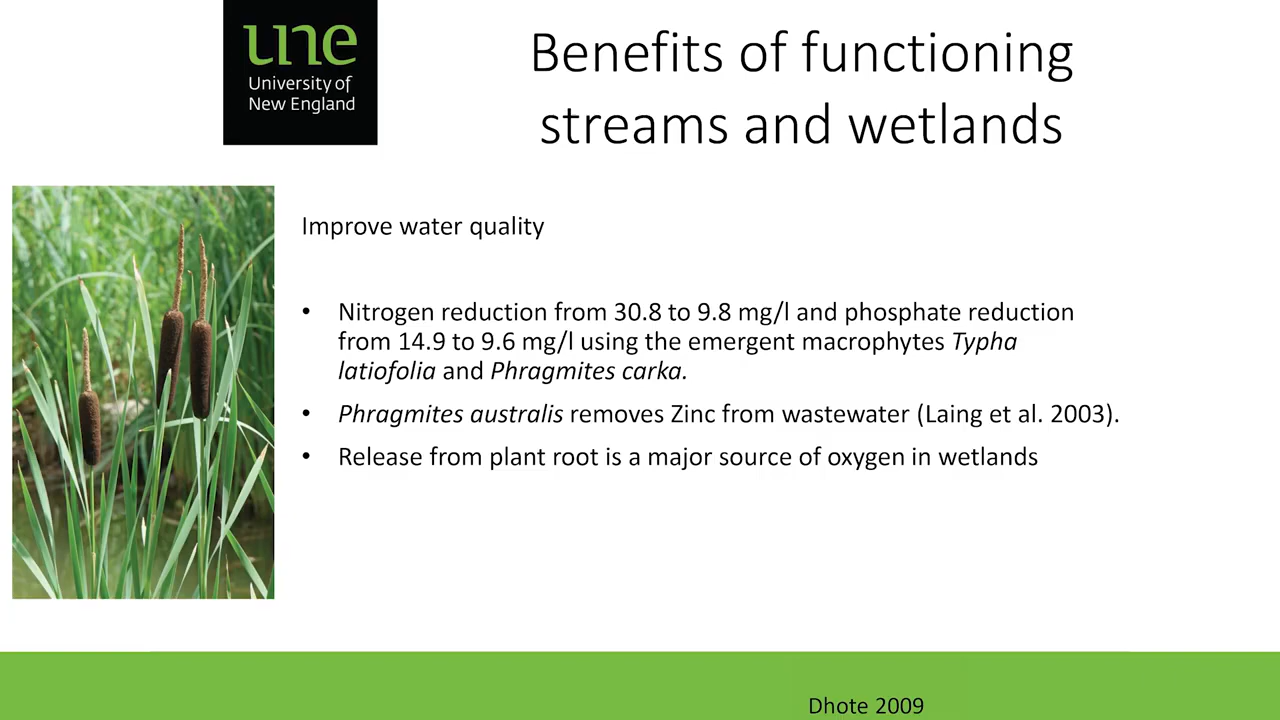 une
University of
New England
Benefits of functioning
streams and wetlands
Improve water quality
• Nitrogen reduction from 30.8 to 9.8 mg/l and phosphate reduction
from 14.9 to 9.6 mg/l using the emergent macrophytes Typha
latiofolia and Phragmites carka.
• Phragmites australis removes Zinc from wastewater (Laing et al. 2003).
• Release from plant root is a major source of oxygen in wetlands
Dhote 2009